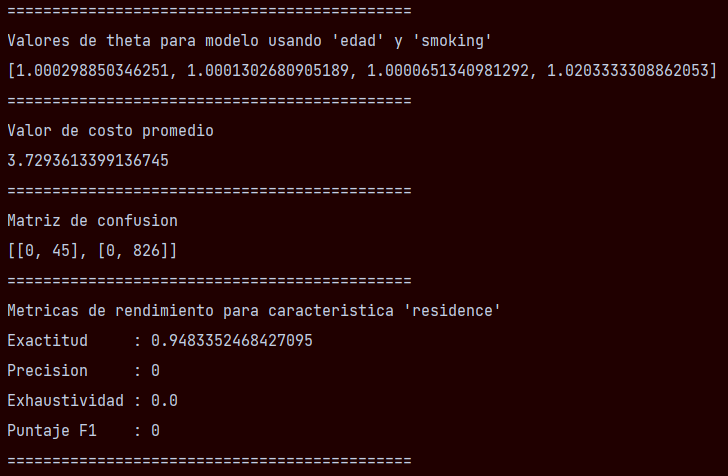 =============================================
Valores de theta para modelo usando 'edad' y 'smoking'
[1.000298850346251, 1.0001302680905189, 1.0000651340981292, 1.0203333308862053]
=============================================
Valor de costo promedio
3.7293613399136745
=============================================
Matriz de confusion
[[0, 45], [0, 826]]
=============================================
Metricas de rendimiento para caracteristica 'residence'
Exactitud     : 0.9483352468427095
Precision     : 0
Exhaustividad : 0.0
Puntaje F1    : 0
=============================================